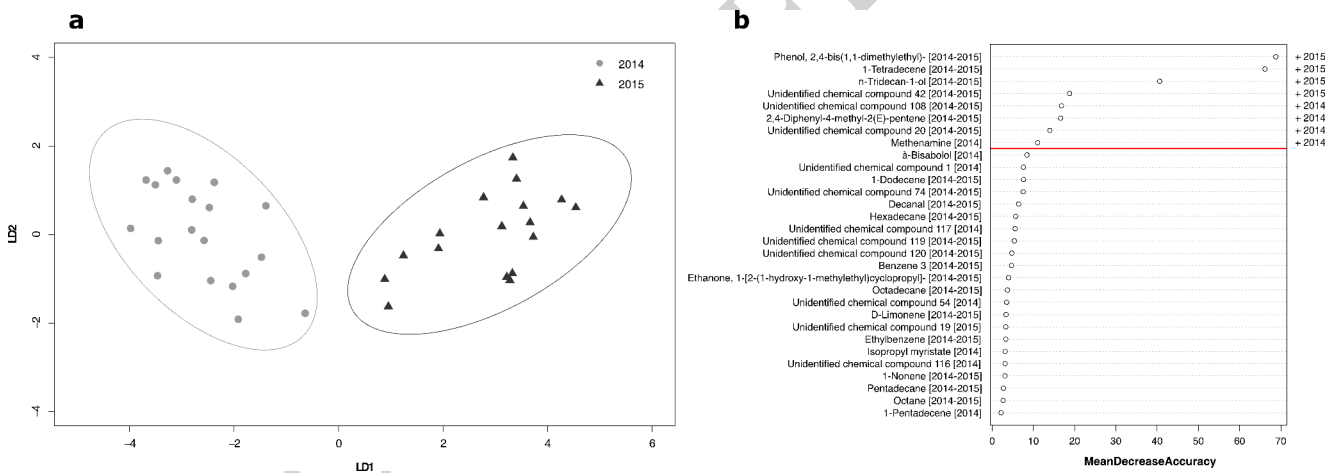 a
4
2
0
-2
-4
LD2
2014
2015
-4
-2
0
2
4
6
LD1
b
Phenol, 2,4-bis(1,1-dimethylethyl)- [2014-2015] + 2015
1-Tetradecene [2014-2015] + 2015
n-Tridecan-1-ol [2014-2015] + 2015
Unidentified chemical compound 42 [2014-2015] + 2015
Unidentified chemical compound 108 [2014-2015] + 2014
2,4-Diphenyl-4-methyl-2(E)-pentene [2014-2015] + 2014
Unidentified chemical compound 20 [2014-2015] + 2014
Methenamine [2014] + 2014
à-Bisabolol [2014]
Unidentified chemical compound 1 [2014]
1-Dodecene [2014-2015]
Unidentified chemical compound 74 [2014-2015]
Decanal [2014-2015]
Hexadecane [2014-2015]
Unidentified chemical compound 117 [2014]
Unidentified chemical compound 119 [2014-2015]
Unidentified chemical compound 120 [2014-2015]
Benzene 3 [2014-2015]
Ethanone, 1-[2-(1-hydroxy-1-methylethyl)cyclopropyl]- [2014-2015]
Octadecane [2014-2015]
Unidentified chemical compound 54 [2014]
D-Limonene [2014-2015]
Unidentified chemical compound 19 [2015]
Ethylbenzene [2014-2015]
Isopropyl myristate [2014]
Unidentified chemical compound 116 [2014]
1-Nonene [2014-2015]
Pentadecane [2014-2015]
Octane [2014-2015]
1-Pentadecene [2014]
0 10 20 30 40 50 60 70
MeanDecreaseAccuracy